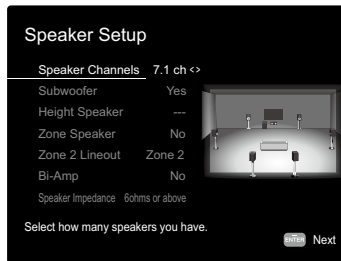 Speaker Setup
Speaker Channels 7.1 ch <>
Subwoofer Yes
Height Speaker ---
Zone Speaker No
Zone 2 Lineout Zone 2
Bi-Amp No
Speaker Impedance 6ohms or above
Select how many speakers you have.
ENTER Next